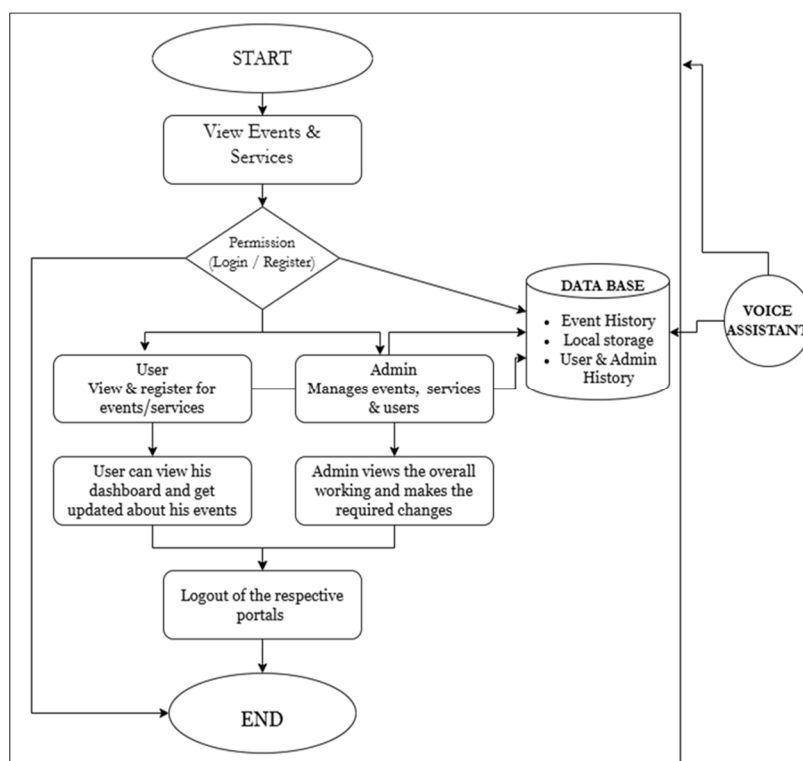 START
View Events &
Services
Permission
(Login / Register)
DATA BASE
• Event History
• Local storage
• User & Admin
History
VOICE
ASSISTANT
User
View & register for
events/services
Admin
Manages events, services
& users
User can view his
dashboard and get
updated about his events
Admin views the overall
working and makes the
required changes
Logout of the respective
portals
END